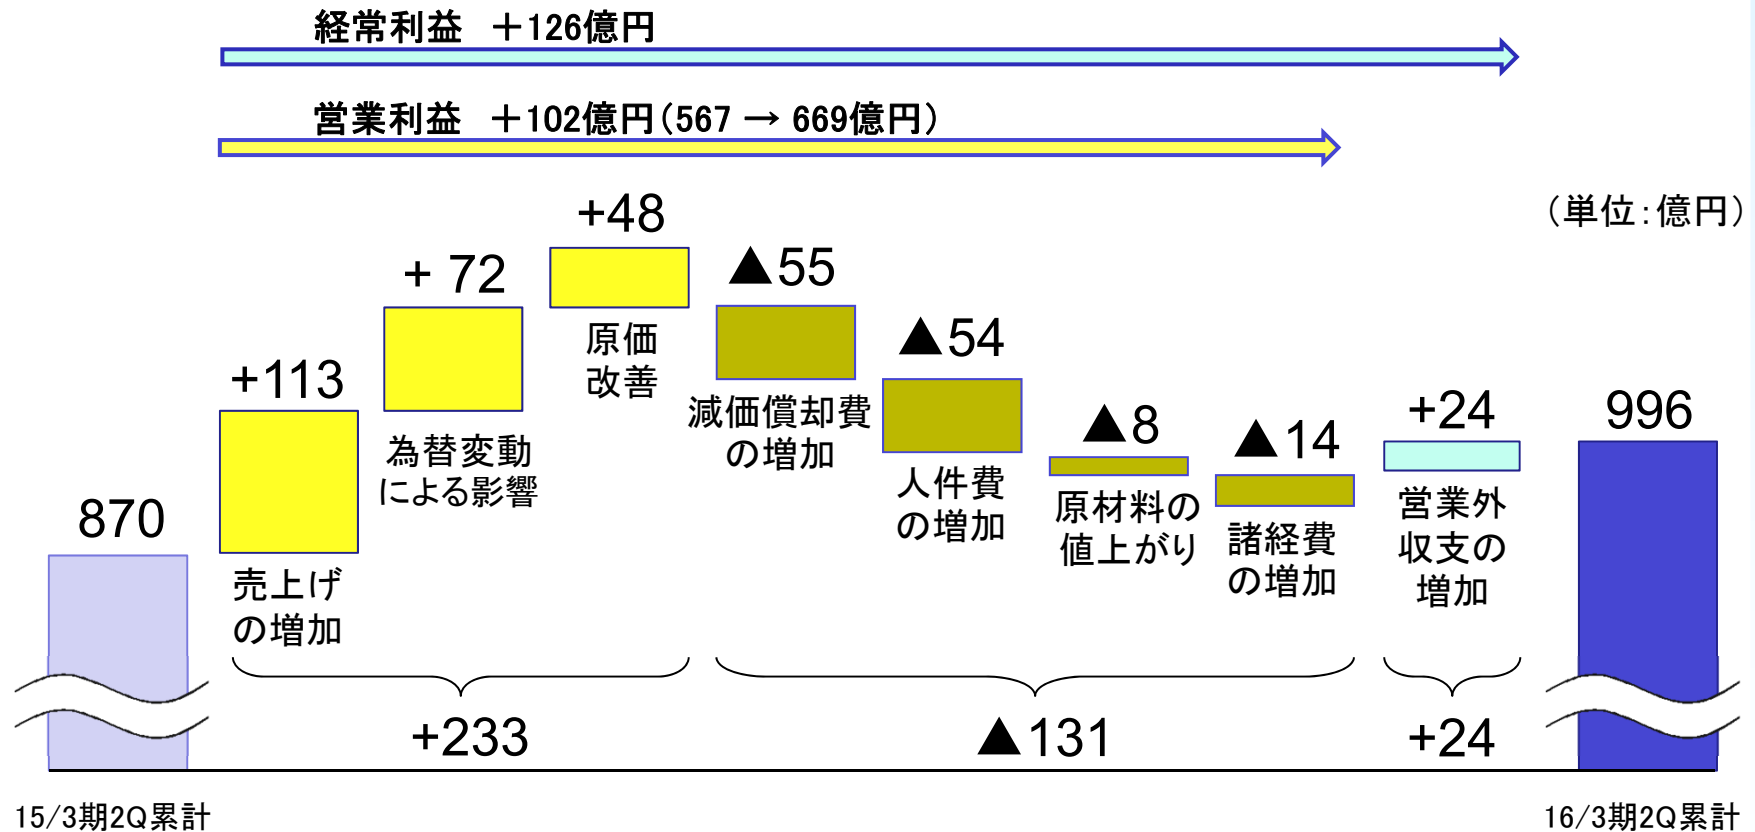 経常利益　＋126億円
営業利益　＋102億円（567 → 669億円）
（単位：億円）
870
+113
売上げ
の増加
+ 72
為替変動
による影響
+48
原価
改善
▲55
減価償却費
の増加
▲54
人件費
の増加
▲8
原材料の
値上がり
▲14
諸経費
の増加
+24
営業外
収支の
増加
996
+233
▲131
+24
15/3期2Q累計
16/3期2Q累計